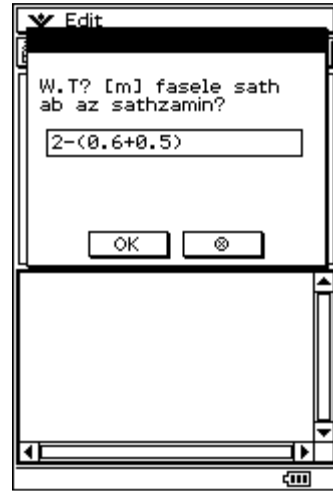 Edit
W.T? [m] fasele sath
ab az sathzamin?
2-(0.6+0.5)
OK